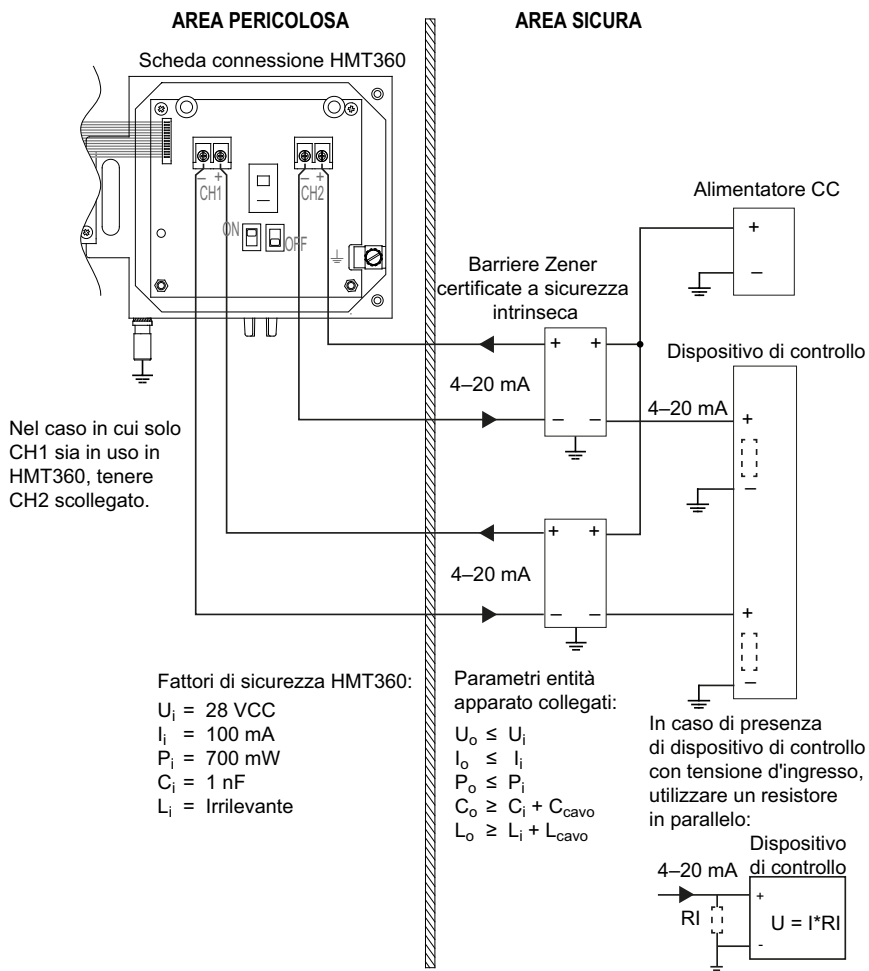 AREA PERICOLOSA
AREA SICURA
Scheda connessione HMT360
– +
CH1
– +
CH2
ON
OFF
Alimentatore CC
+
–
Barriere Zener
certificate a sicurezza
intrinseca
+ +
– –
4–20 mA
Dispositivo di controllo
4–20 mA
+
–
Nel caso in cui solo
CH1 sia in uso in
HMT360, tenere
CH2 scollegato.
+ +
– –
4–20 mA
+
–
Fattori di sicurezza HMT360:
Ui = 28 VCC
Ii = 100 mA
Pi = 700 mW
Ci = 1 nF
Li = Irrilevante
Parametri entità
apparato collegati:
Uo ≤ Ui
Io ≤ Ii
Po ≤ Pi
Co ≥ Ci + Ccavo
Lo ≥ Li + Lcavo
In caso di presenza
di dispositivo di controllo
con tensione d'ingresso,
utilizzare un resistore
in parallelo:
Dispositivo
di controllo
4–20 mA
RI
+
-
U = I*RI